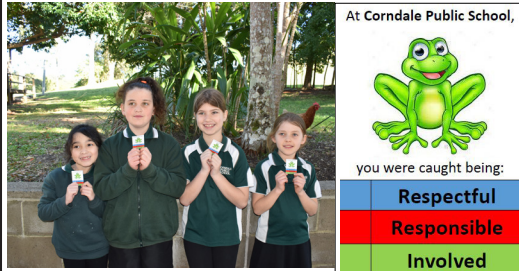 At Corndale Public School,
you were caught being:
Respectful
Responsible
Involved